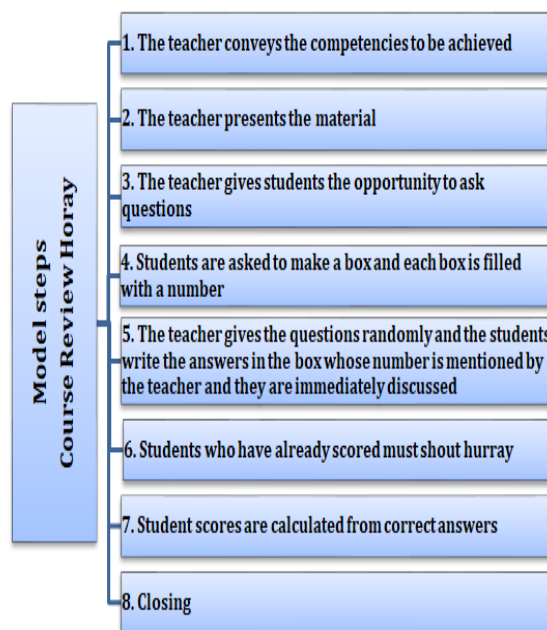 Model steps
Course Review Horay
1. The teacher conveys the competencies to be achieved
2. The teacher presents the material
3. The teacher gives students the opportunity to ask
questions
4. Students are asked to make a box and each box is filled
with a number
5. The teacher gives the questions randomly and the students
write the answers in the box whose number is mentioned by
the teacher and they are immediately discussed
6. Students who have already scored must shout hurray
7. Student scores are calculated from correct answers
8. Closing